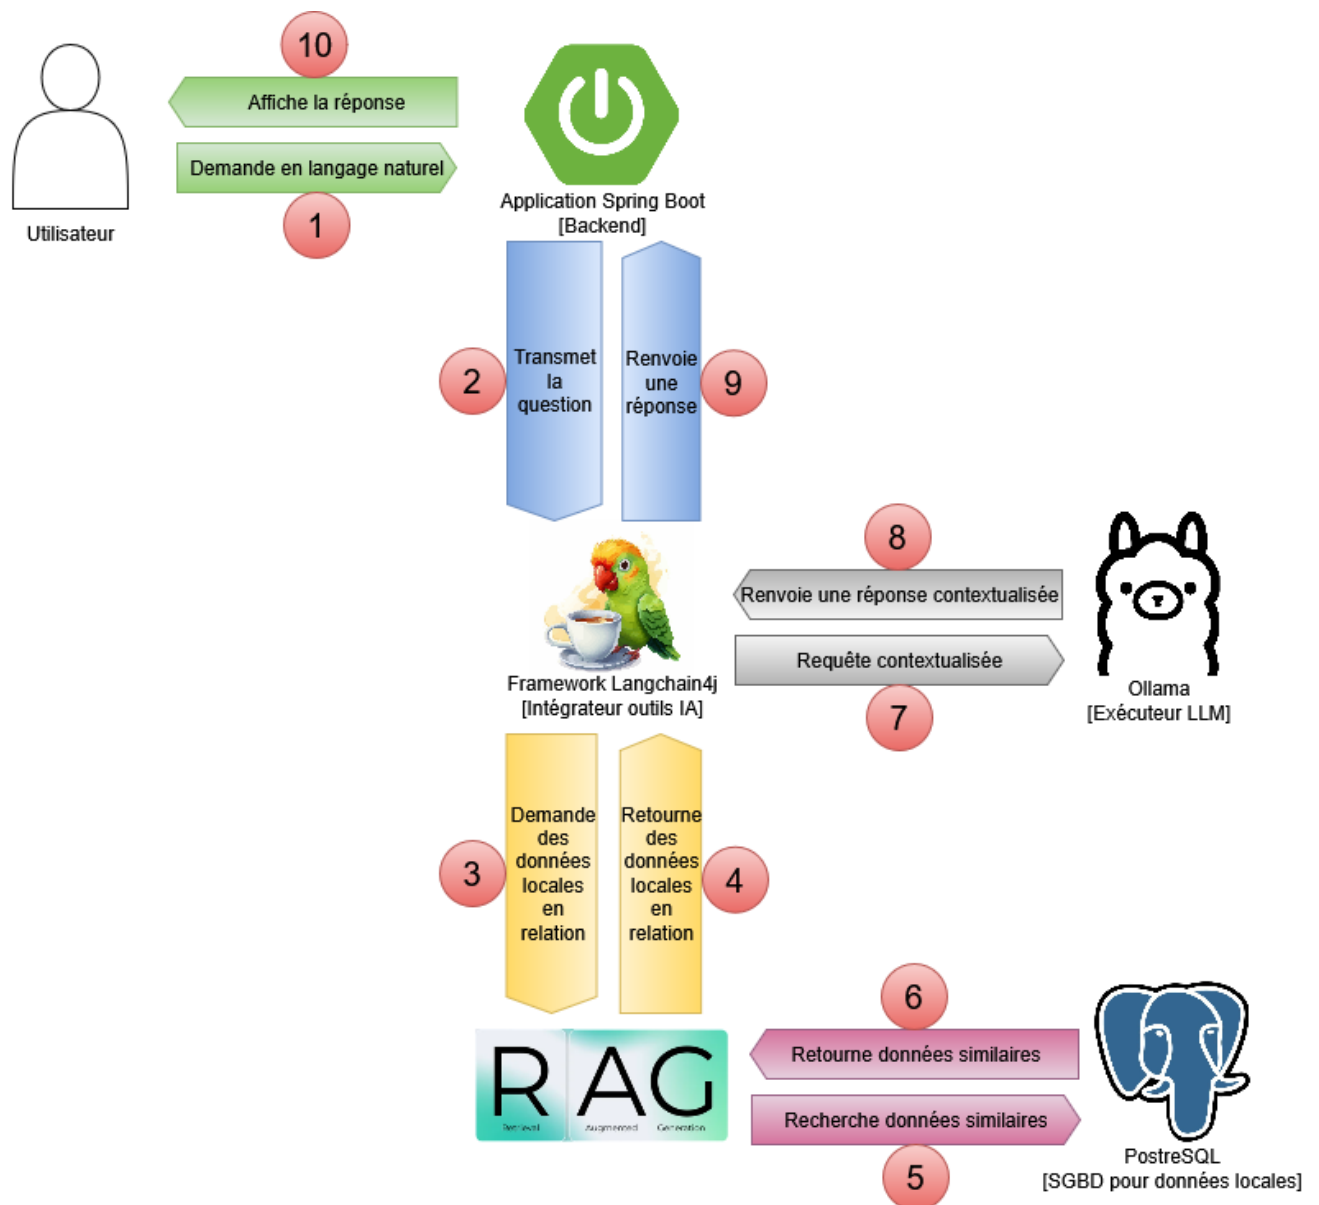 10
Affiche la réponse
Demande en langage naturel
1
Utilisateur
Application Spring Boot
[Backend]
2
Transmet
la
question
Renvoie
une
réponse
9
8
Renvoie une réponse contextualisée
Requête contextualisée
7
Ollama
[Exécuteur LLM]
Framework Langchain4j
[Intégrateur outils IA]
3
Demande
des
données
locales
en
relation
Retourne
des
données
locales
en
relation
4
RAG
Retrieval Augmented Generation
6
Retourne données similaires
Recherche données similaires
5
PostreSQL
[SGBD pour données locales]